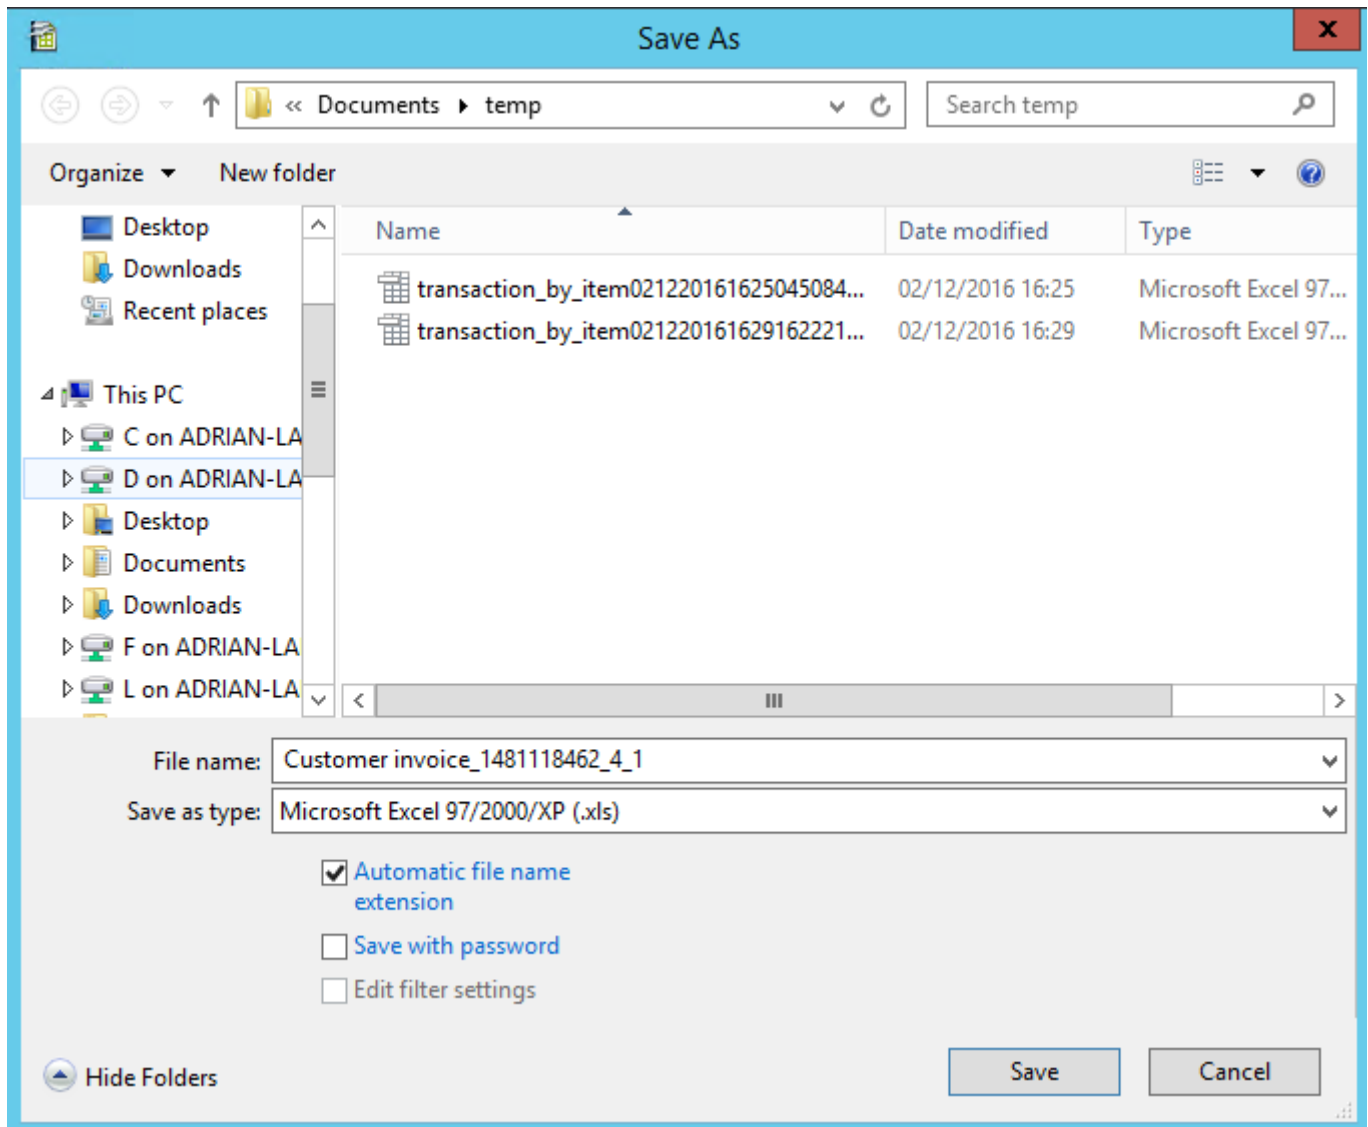 Save As
x
« Documents temp
Search temp
Organize New folder
Name Date modified Type
Desktop
Downloads
Recent places
This PC
C on ADRIAN-LA
D on ADRIAN-LA
Desktop
Documents
Downloads
F on ADRIAN-LA
L on ADRIAN-LA
transaction_by_item021220161625045084... 02/12/2016 16:25 Microsoft Excel 97...
transaction_by_item021220161629162221... 02/12/2016 16:29 Microsoft Excel 97...
File name: Customer invoice_1481118462_4_1
Save as type: Microsoft Excel 97/2000/XP (.xls)
Automatic file name
extension
Save with password
Edit filter settings
Hide Folders
Save Cancel